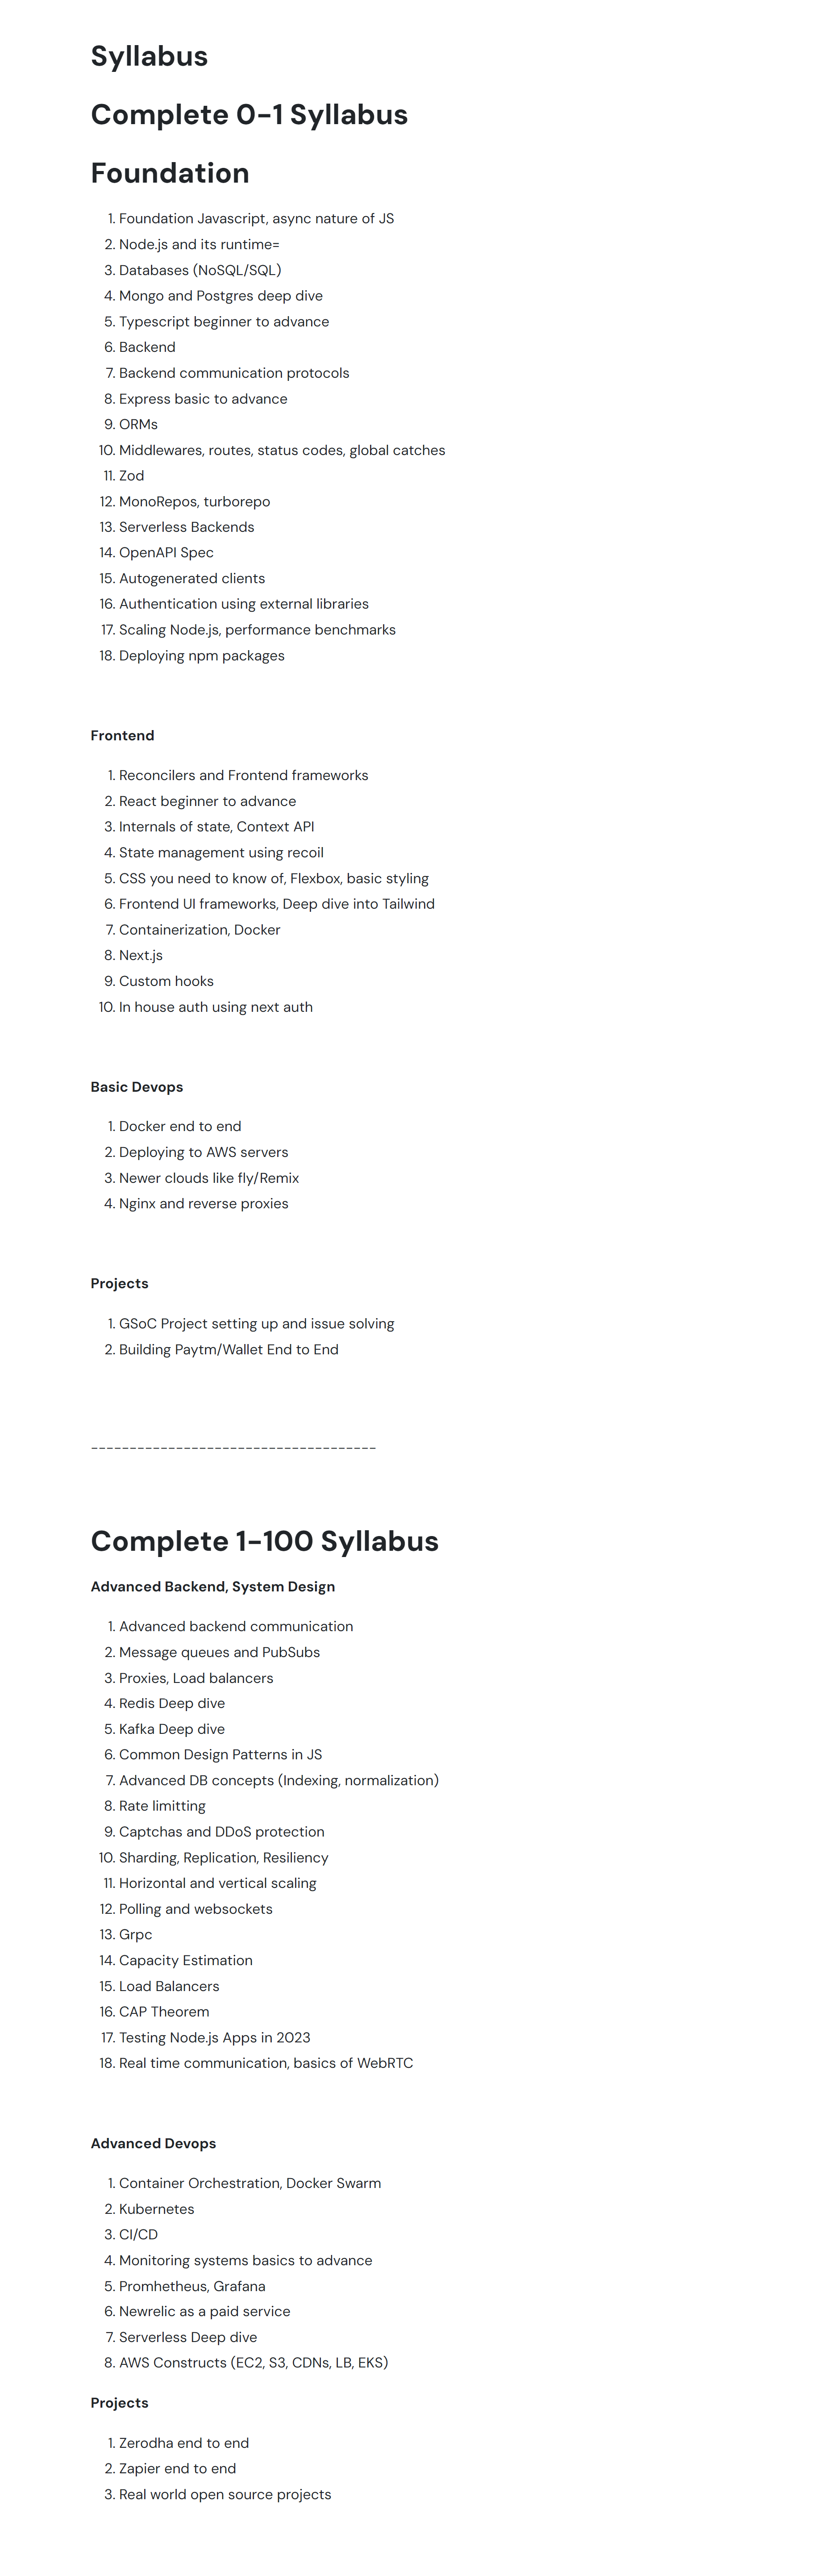 Syllabus
Complete 0-1 Syllabus
Foundation
1. Foundation Javascript, async nature of JS
2. Node.js and its runtime=
3. Databases (NoSQL/SQL)
4. Mongo and Postgres deep dive
5. Typescript beginner to advance
6. Backend
7. Backend communication protocols
8. Express basic to advance
9. ORMs
10. Middlewares, routes, status codes, global catches
11. Zod
12. MonoRepos, turborepo
13. Serverless Backends
14. OpenAPI Spec
15. Autogenerated clients
16. Authentication using external libraries
17. Scaling Node.js, performance benchmarks
18. Deploying npm packages
Frontend
1. Reconcilers and Frontend frameworks
2. React beginner to advance
3. Internals of state, Context API
4. State management using recoil
5. CSS you need to know of, Flexbox, basic styling
6. Frontend UI frameworks, Deep dive into Tailwind
7. Containerization, Docker
8. Next.js
9. Custom hooks
10. In house auth using next auth
Basic Devops
1. Docker end to end
2. Deploying to AWS servers
3. Newer clouds like fly/Remix
4. Nginx and reverse proxies
Projects
1. GSoC Project setting up and issue solving
2. Building Paytm/Wallet End to End
-------------------------------------
Complete 1-100 Syllabus
Advanced Backend, System Design
1. Advanced backend communication
2. Message queues and PubSubs
3. Proxies, Load balancers
4. Redis Deep dive
5. Kafka Deep dive
6. Common Design Patterns in JS
7. Advanced DB concepts (Indexing, normalization)
8. Rate limitting
9. Captchas and DDoS protection
10. Sharding, Replication, Resiliency
11. Horizontal and vertical scaling
12. Polling and websockets
13. Grpc
14. Capacity Estimation
15. Load Balancers
16. CAP Theorem
17. Testing Node.js Apps in 2023
18. Real time communication, basics of WebRTC
Advanced Devops
1. Container Orchestration, Docker Swarm
2. Kubernetes
3. CI/CD
4. Monitoring systems basics to advance
5. Promhetheus, Grafana
6. Newrelic as a paid service
7. Serverless Deep dive
8. AWS Constructs (EC2, S3, CDNs, LB, EKS)
Projects
1. Zerodha end to end
2. Zapier end to end
3. Real world open source projects